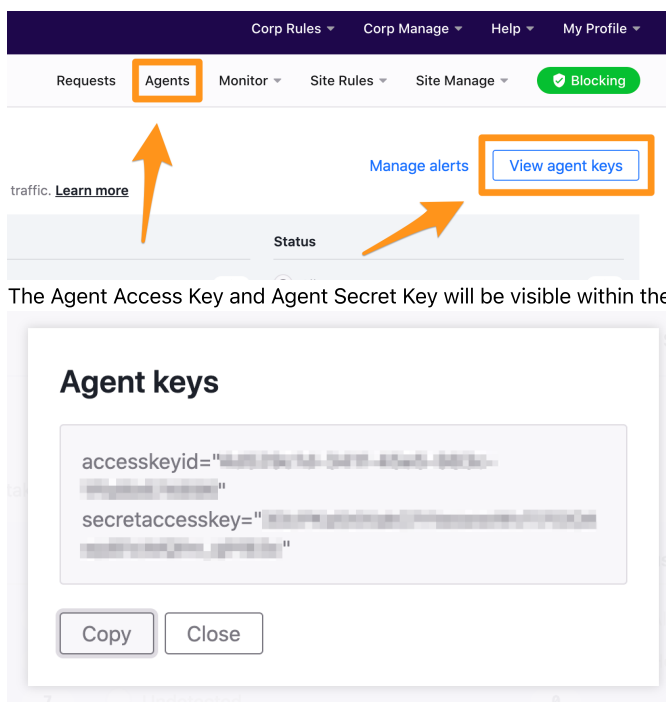 Corp Rules Corp Manage Help My Profile
Requests Agents Monitor Site Rules Site Manage Blocking
Manage alerts View agent keys
traffic. Learn more
Status
The Agent Access Key and Agent Secret Key will be visible within the
Agent keys
accesskeyid="
"
secretaccesskey="
"
Copy Close